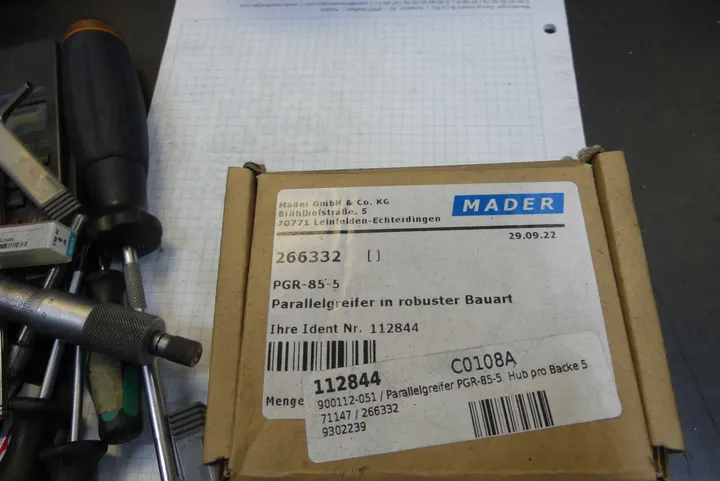 Mader GmbH & Co. KG
Brühlhofstraße. 5
70771 Leinfelden-Echterdingen
MADER
29.09.22
266332 [ ]
PGR-85-5
Parallelgreifer in robuster Bauart
Ihre Ident Nr. 112844
Menge
112844
C0108A
900112-051 / Parallelgreifer PGR-85-5 Hub pro Backe 5
71147 / 266332
9302239